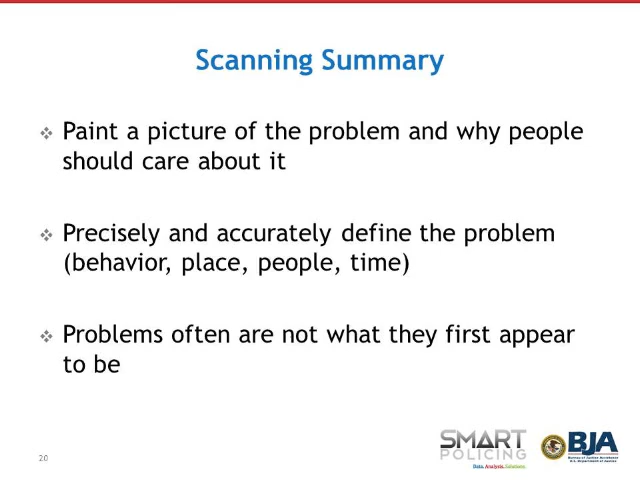 Scanning Summary
Paint a picture of the problem and why people
should care about it
Precisely and accurately define the problem
(behavior, place, people, time)
Problems often are not what they first appear
to be
20
SMART
POLICING
Data. Analysis. Solutions.
BJA
Bureau of Justice Assistance
U.S. Department of Justice